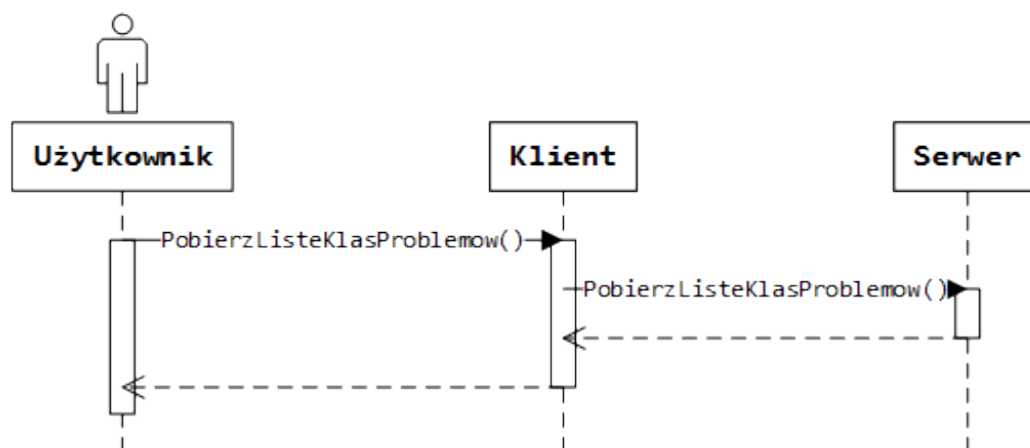 Użytkownik
Klient
Serwer
PobierzListeKlasProblemow()
PobierzListeKlasProblemow()